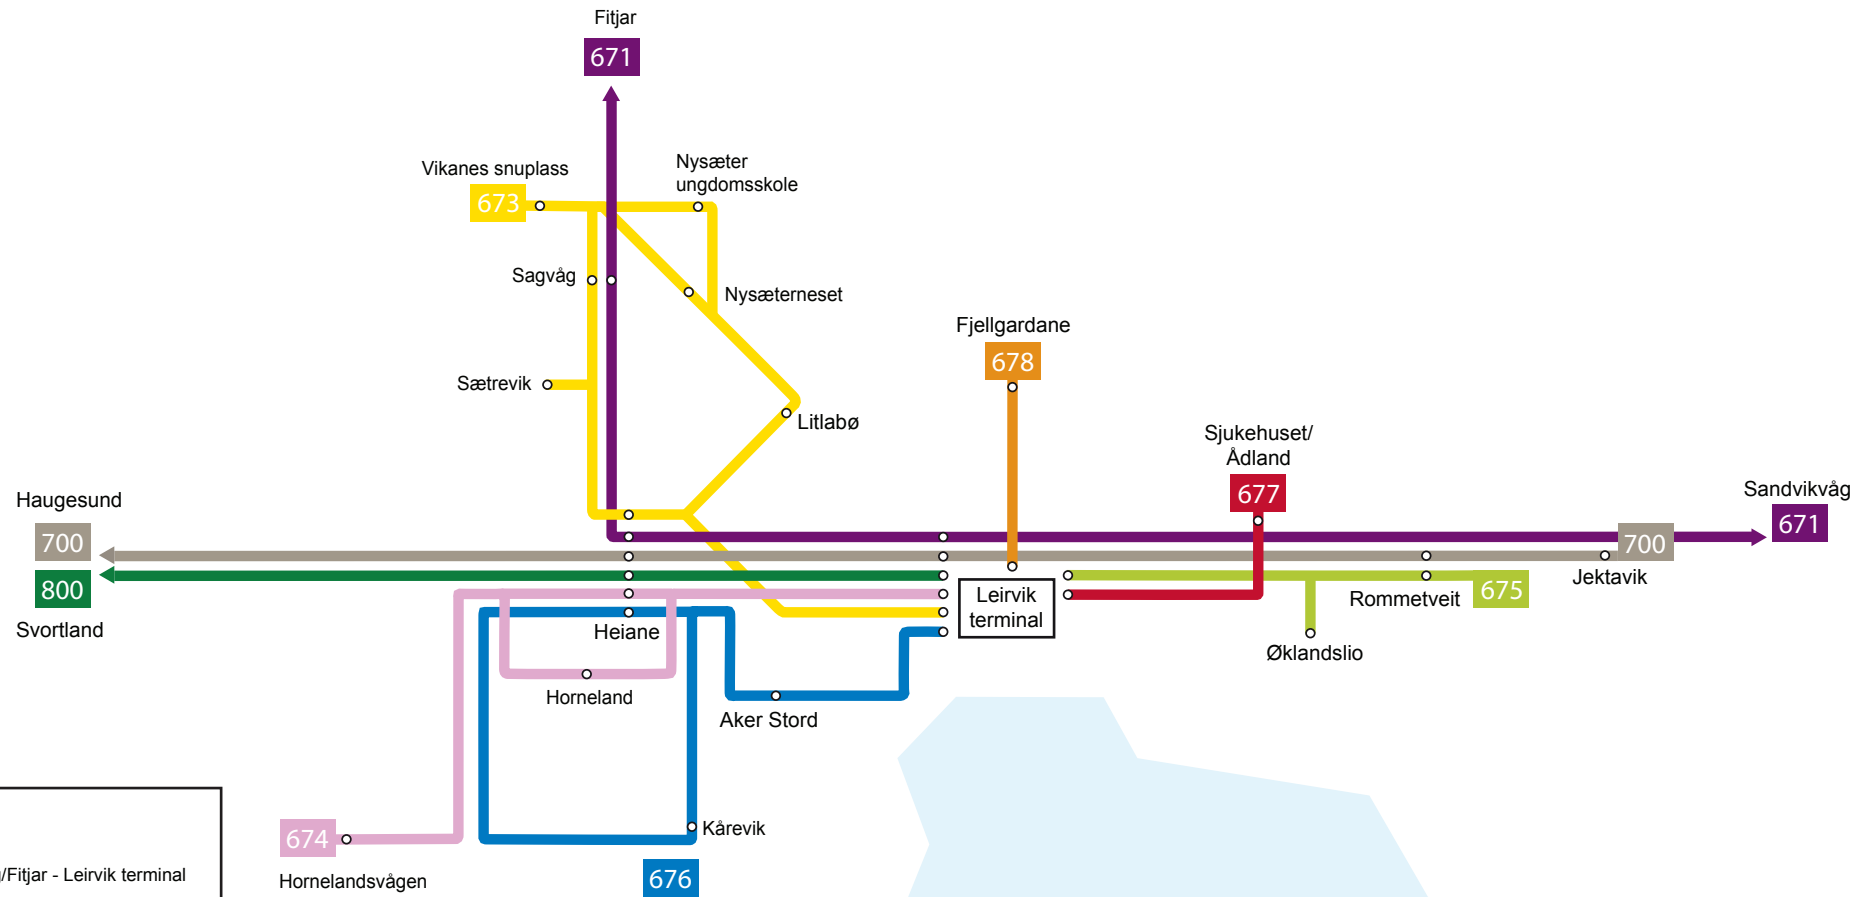 Fitjar
671
Vikanes snuplass
673
Nysæter
ungdomsskole
Sagvåg
Nysæterneset
Sætrevik
Litlabø
Fjellgardane
678
Sjukehuset/
Ådland
677
Haugesund
700
800
Svortland
Sandvikvåg
671
700
Jektavik
675
Rommetveit
Øklandslio
Leirvik
terminal
Heiane
Horneland
Aker Stord
Kårevik
674
Hornelandsvågen
676
/Fitjar - Leirvik terminal